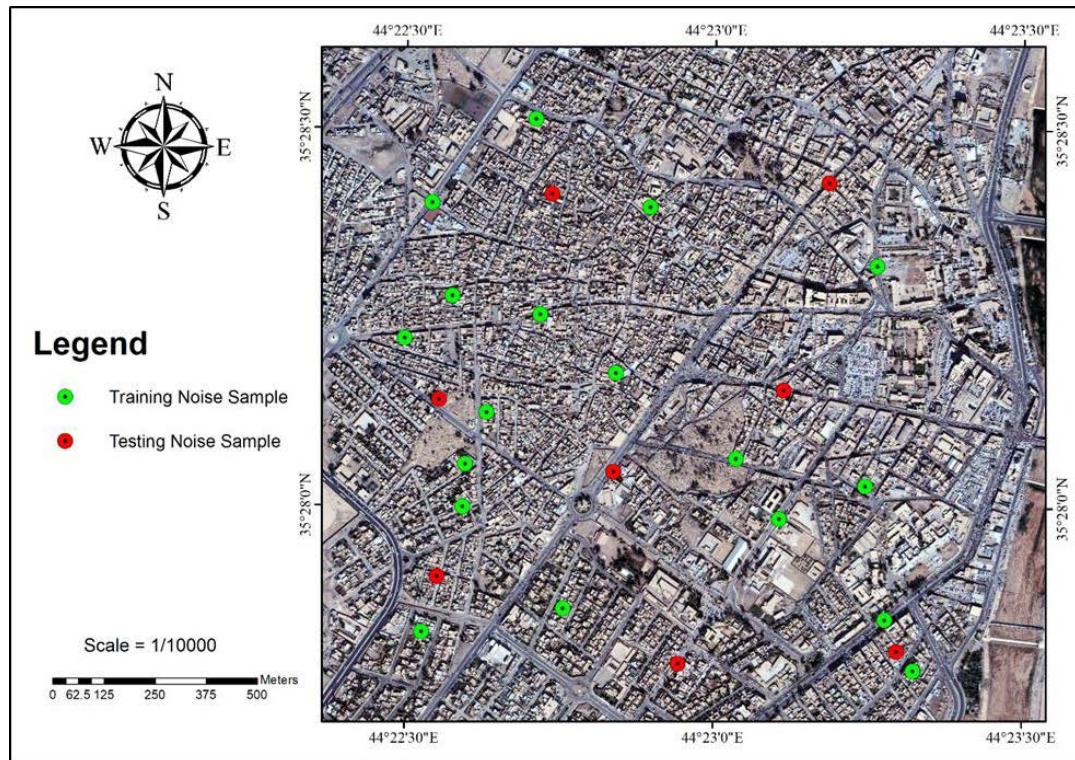 44°22'30"E 44°23'0"E 44°23'30"E
N
W E
S
35°28'30"N 35°28'30"N
Legend
Training Noise Sample
Testing Noise Sample
35°28'0"N 35°28'0"N
Scale = 1/10000
Meters
0 62.5 125 250 375 500
44°22'30"E 44°23'0"E 44°23'30"E